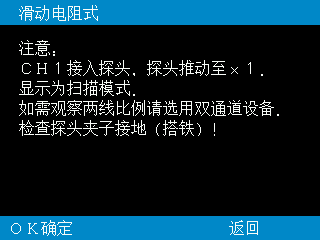 滑动电阻式
注意：
ＣＨ１接入探头，探头推动至×１．
显示为扫描模式．
如需观察两线比例请选用双通道设备．
检查探头夹子接地（搭铁）！
ＯＫ确定 返回